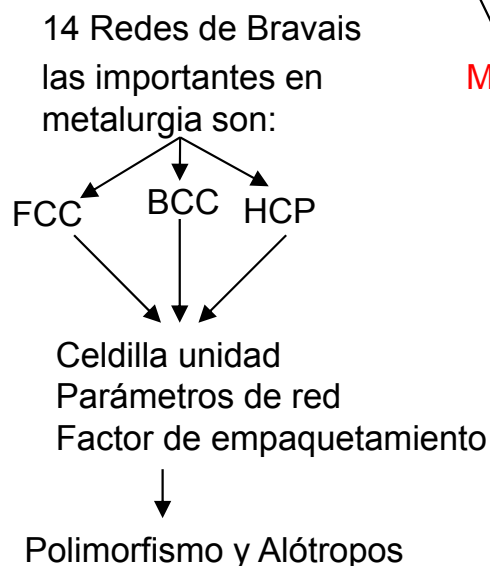 14 Redes de Bravais
las importantes en
metalurgia son:
M
FCC BCC HCP
Celdilla unidad
Parámetros de red
Factor de empaquetamiento
Polimorfismo y Alótropos